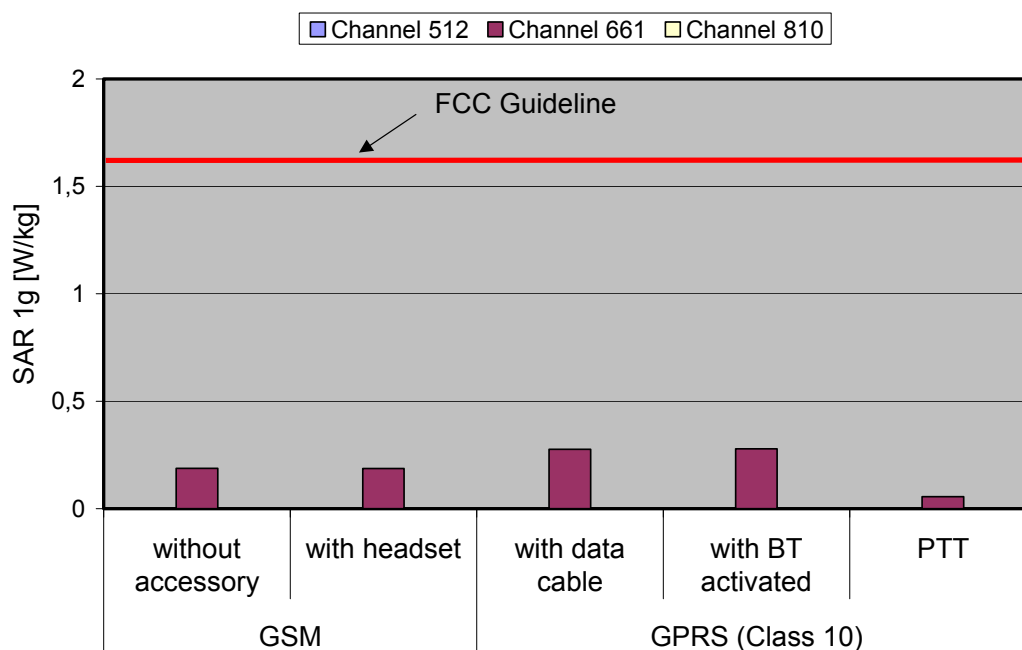 Channel 512 Channel 661 Channel 810
FCC Guideline
SAR 1g [W/kg]
2
1,5
1
0,5
0
without accessory
with headset
with data cable
with BT activated
PTT
GSM
GPRS (Class 10)